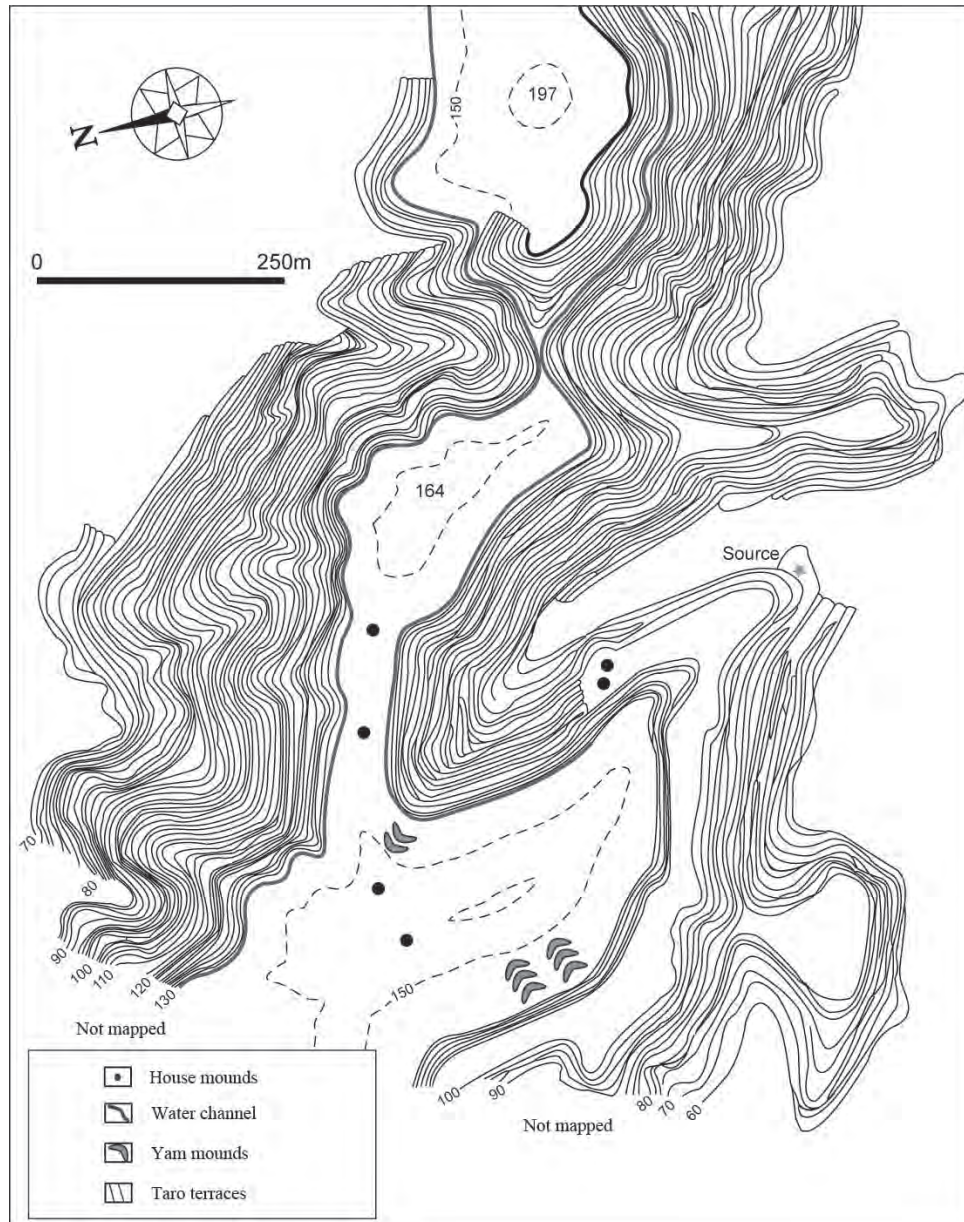 197
150
N
0 250m
164
Source
70
80
90
100
110
120
130
150
Not mapped
100
90
80
70
60
Not mapped
House mounds
Water channel
Yam mounds
Taro terraces